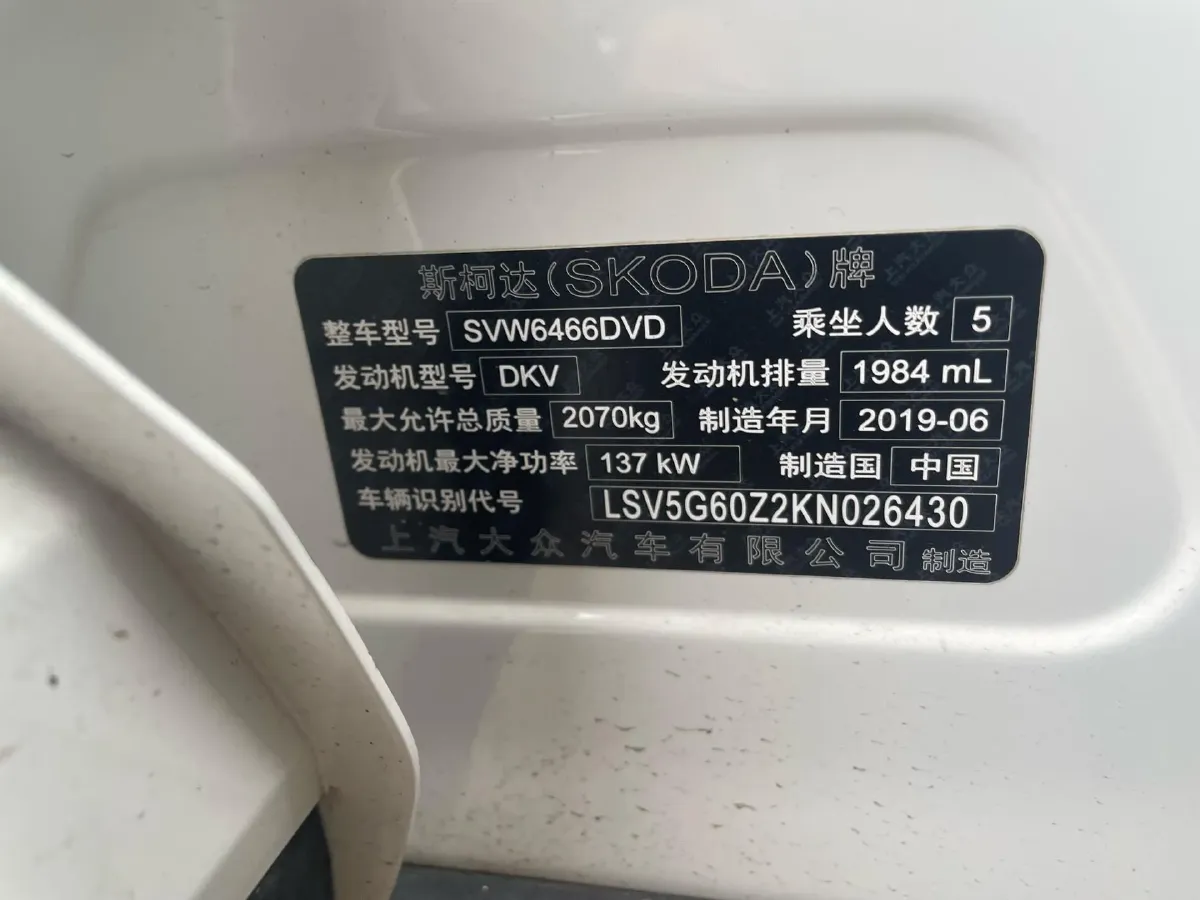 斯柯达(SKODA)牌
整车型号 SVW6466DVD 乘坐人数 5
发动机型号 DKV 发动机排量 1984 mL
最大允许总质量 2070kg 制造年月 2019-06
发动机最大净功率 137 kW 制造国 中国
车辆识别代号 LSV5G60Z2KN026430
上汽大众汽车有限公司 制造